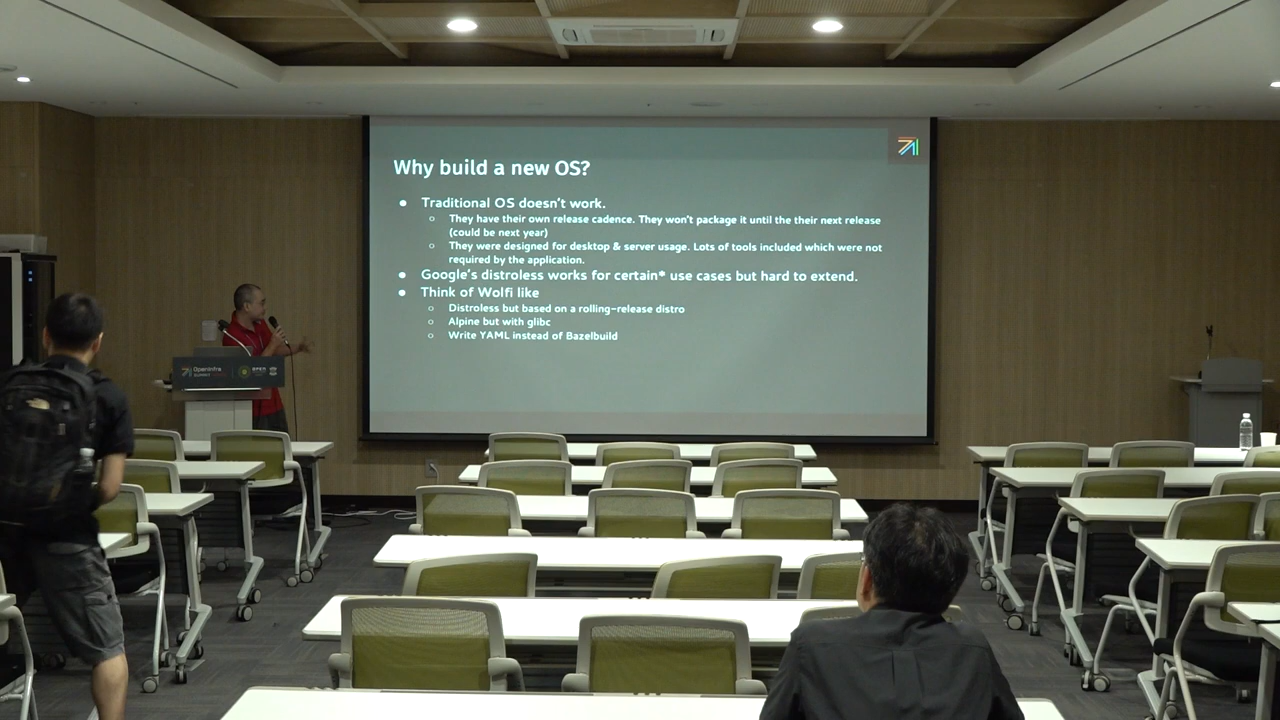 Why build a new OS?
● Traditional OS doesn't work.
○ They have their own release cadence. They won't package it until the their next release
(could be next year)
○ They were designed for desktop & server usage. Lots of tools included which were not
required by the application.
● Google's distroless works for certain* use cases but hard to extend.
● Think of Wolfi like
○ Distroless but based on a rolling-release distro
○ Alpine but with glibc
○ Write YAML instead of Bazelbuild
OpenInfra
SUMMIT
OPEN